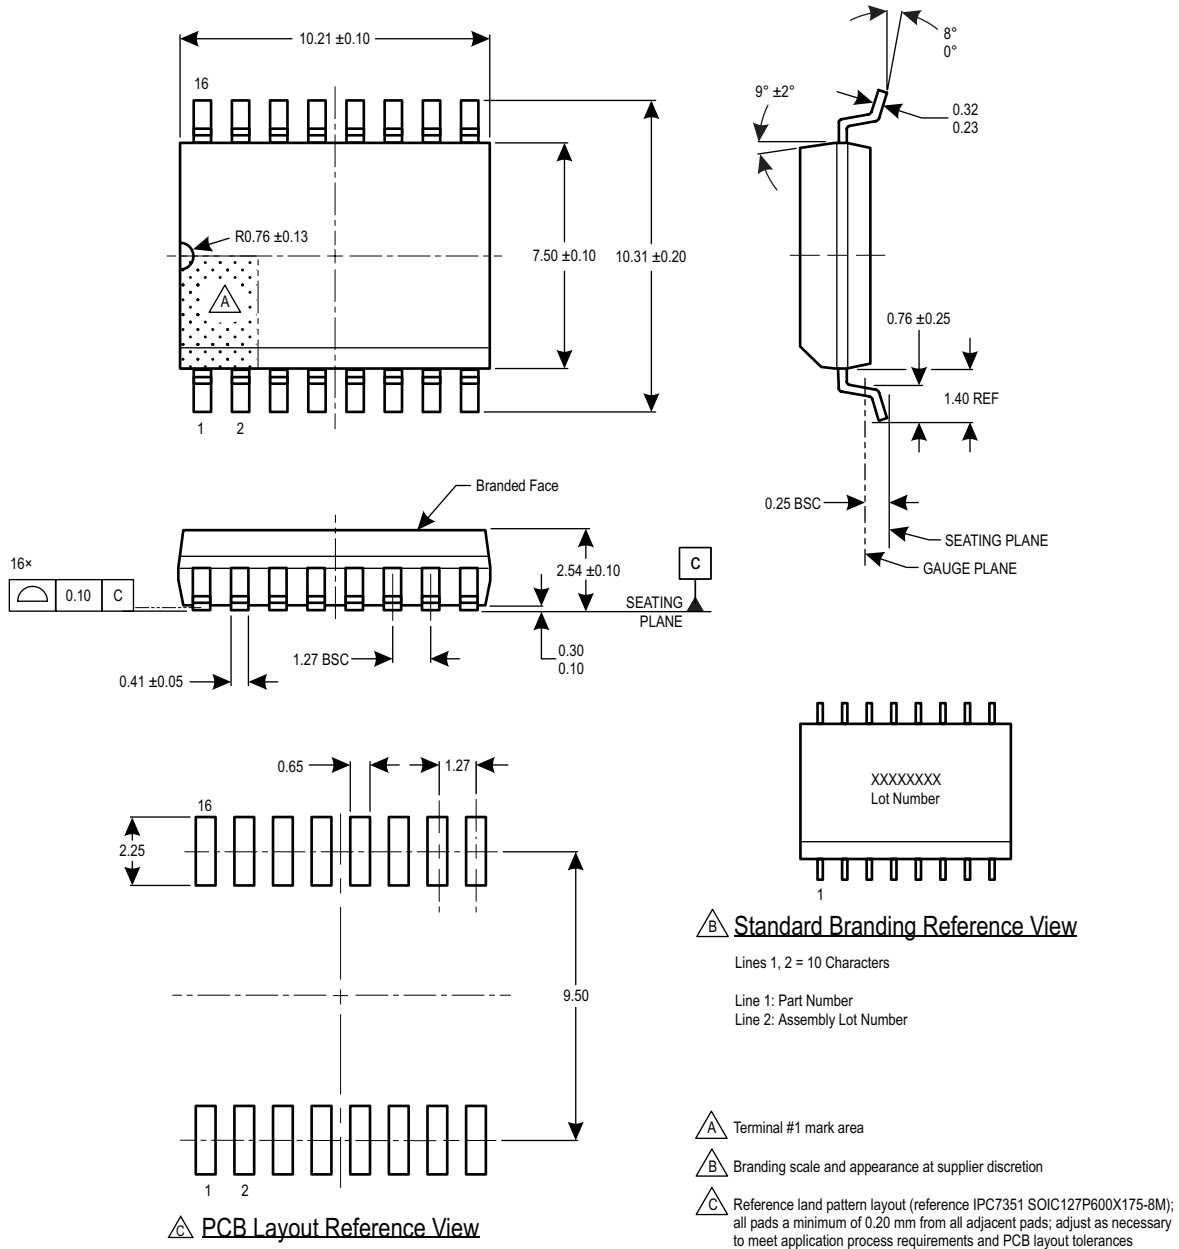 10.21 ±0.10
16
R0.76 ±0.13
A
7.50 ±0.10
10.31 ±0.20
1 2
8°
0°
9° ±2°
0.32
0.23
0.76 ±0.25
1.40 REF
0.25 BSC
SEATING PLANE
GAUGE PLANE
Branded Face
16×
0.10 C
2.54 ±0.10
C
SEATING
PLANE
0.30
0.10
1.27 BSC
0.41 ±0.05
0.65
1.27
16
2.25
9.50
1 2
C PCB Layout Reference View
XXXXXXXX
Lot Number
1
B Standard Branding Reference View
Lines 1, 2 = 10 Characters
Line 1: Part Number
Line 2: Assembly Lot Number
A Terminal #1 mark area
B Branding scale and appearance at supplier discretion
C Reference land pattern layout (reference IPC7351 SOIC127P600X175-8M);
all pads a minimum of 0.20 mm from all adjacent pads; adjust as necessary
to meet application process requirements and PCB layout tolerances